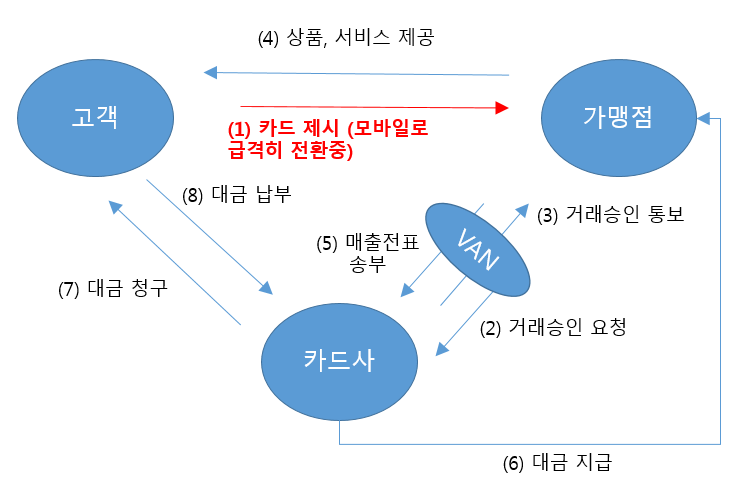 (4) 상품, 서비스 제공
고객
가맹점
(1) 카드 제시 (모바일로
급격히 전환중)
(8) 대금 납부
(3) 거래승인 통보
VAN
(5) 매출전표
송부
(7) 대금 청구
(2) 거래승인 요청
카드사
(6) 대금 지급